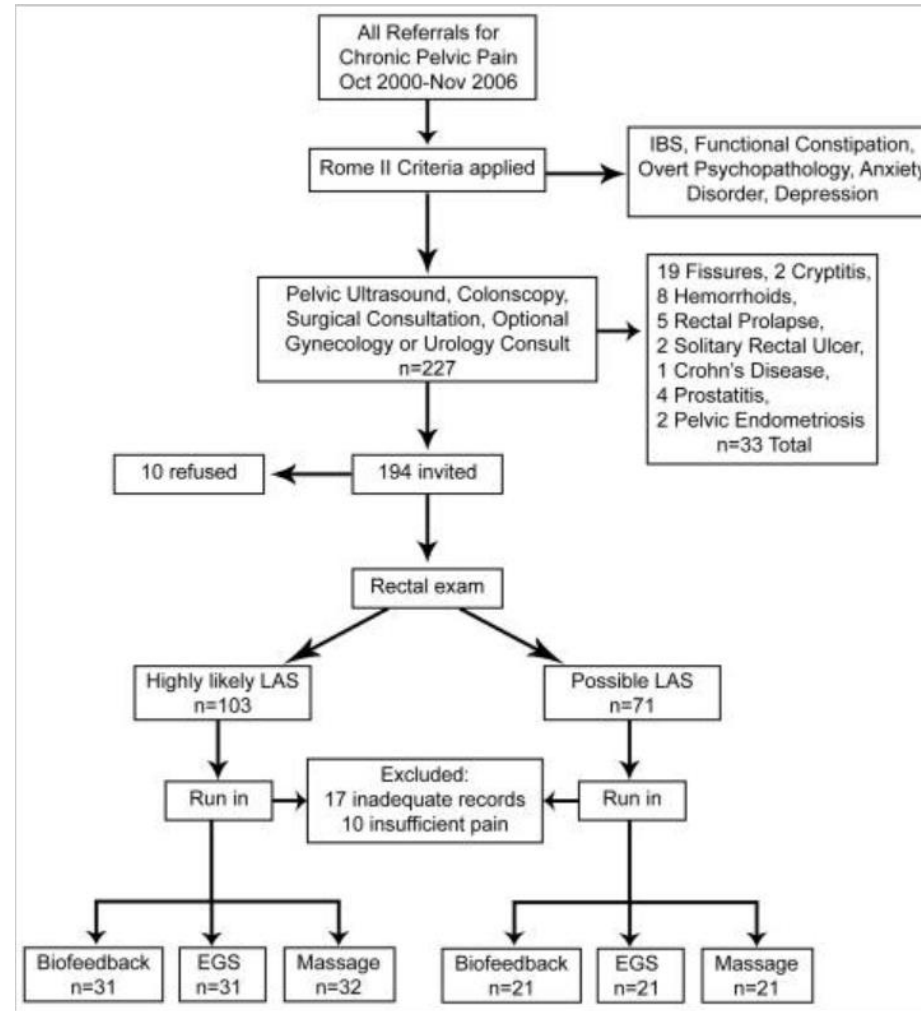 All Referrals for
Chronic Pelvic Pain
Oct 2000-Nov 2006
Rome II Criteria applied
IBS, Functional Constipation,
Overt Psychopathology, Anxiety
Disorder, Depression
Pelvic Ultrasound, Colonscopy,
Surgical Consultation, Optional
Gynecology or Urology Consult
n=227
19 Fissures, 2 Cryptitis,
8 Hemorrhoids,
5 Rectal Prolapse,
2 Solitary Rectal Ulcer,
1 Crohn's Disease,
4 Prostatitis,
2 Pelvic Endometriosis
n=33 Total
10 refused
194 invited
Rectal exam
Highly likely LAS
n=103
Possible LAS
n=71
Run in
Excluded:
17 inadequate records
10 insufficient pain
Run in
Biofeedback
n=31
EGS
n=31
Massage
n=32
Biofeedback
n=21
EGS
n=21
Massage
n=21